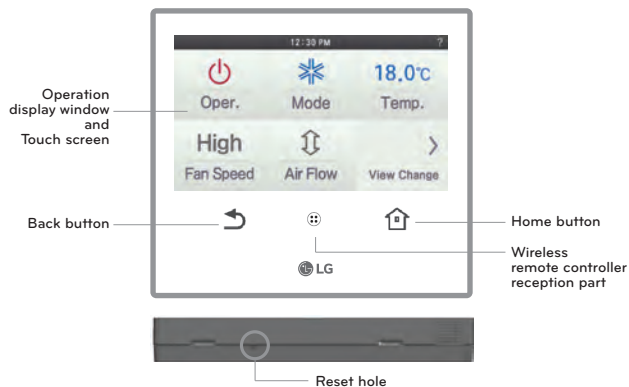 12:30 PM ?
Operation
display window
and
Touch screen
18.0°C
Oper. Mode Temp.
High
Fan Speed Air Flow View Change
Back button
Home button
Wireless
remote controller
reception part
LG
Reset hole